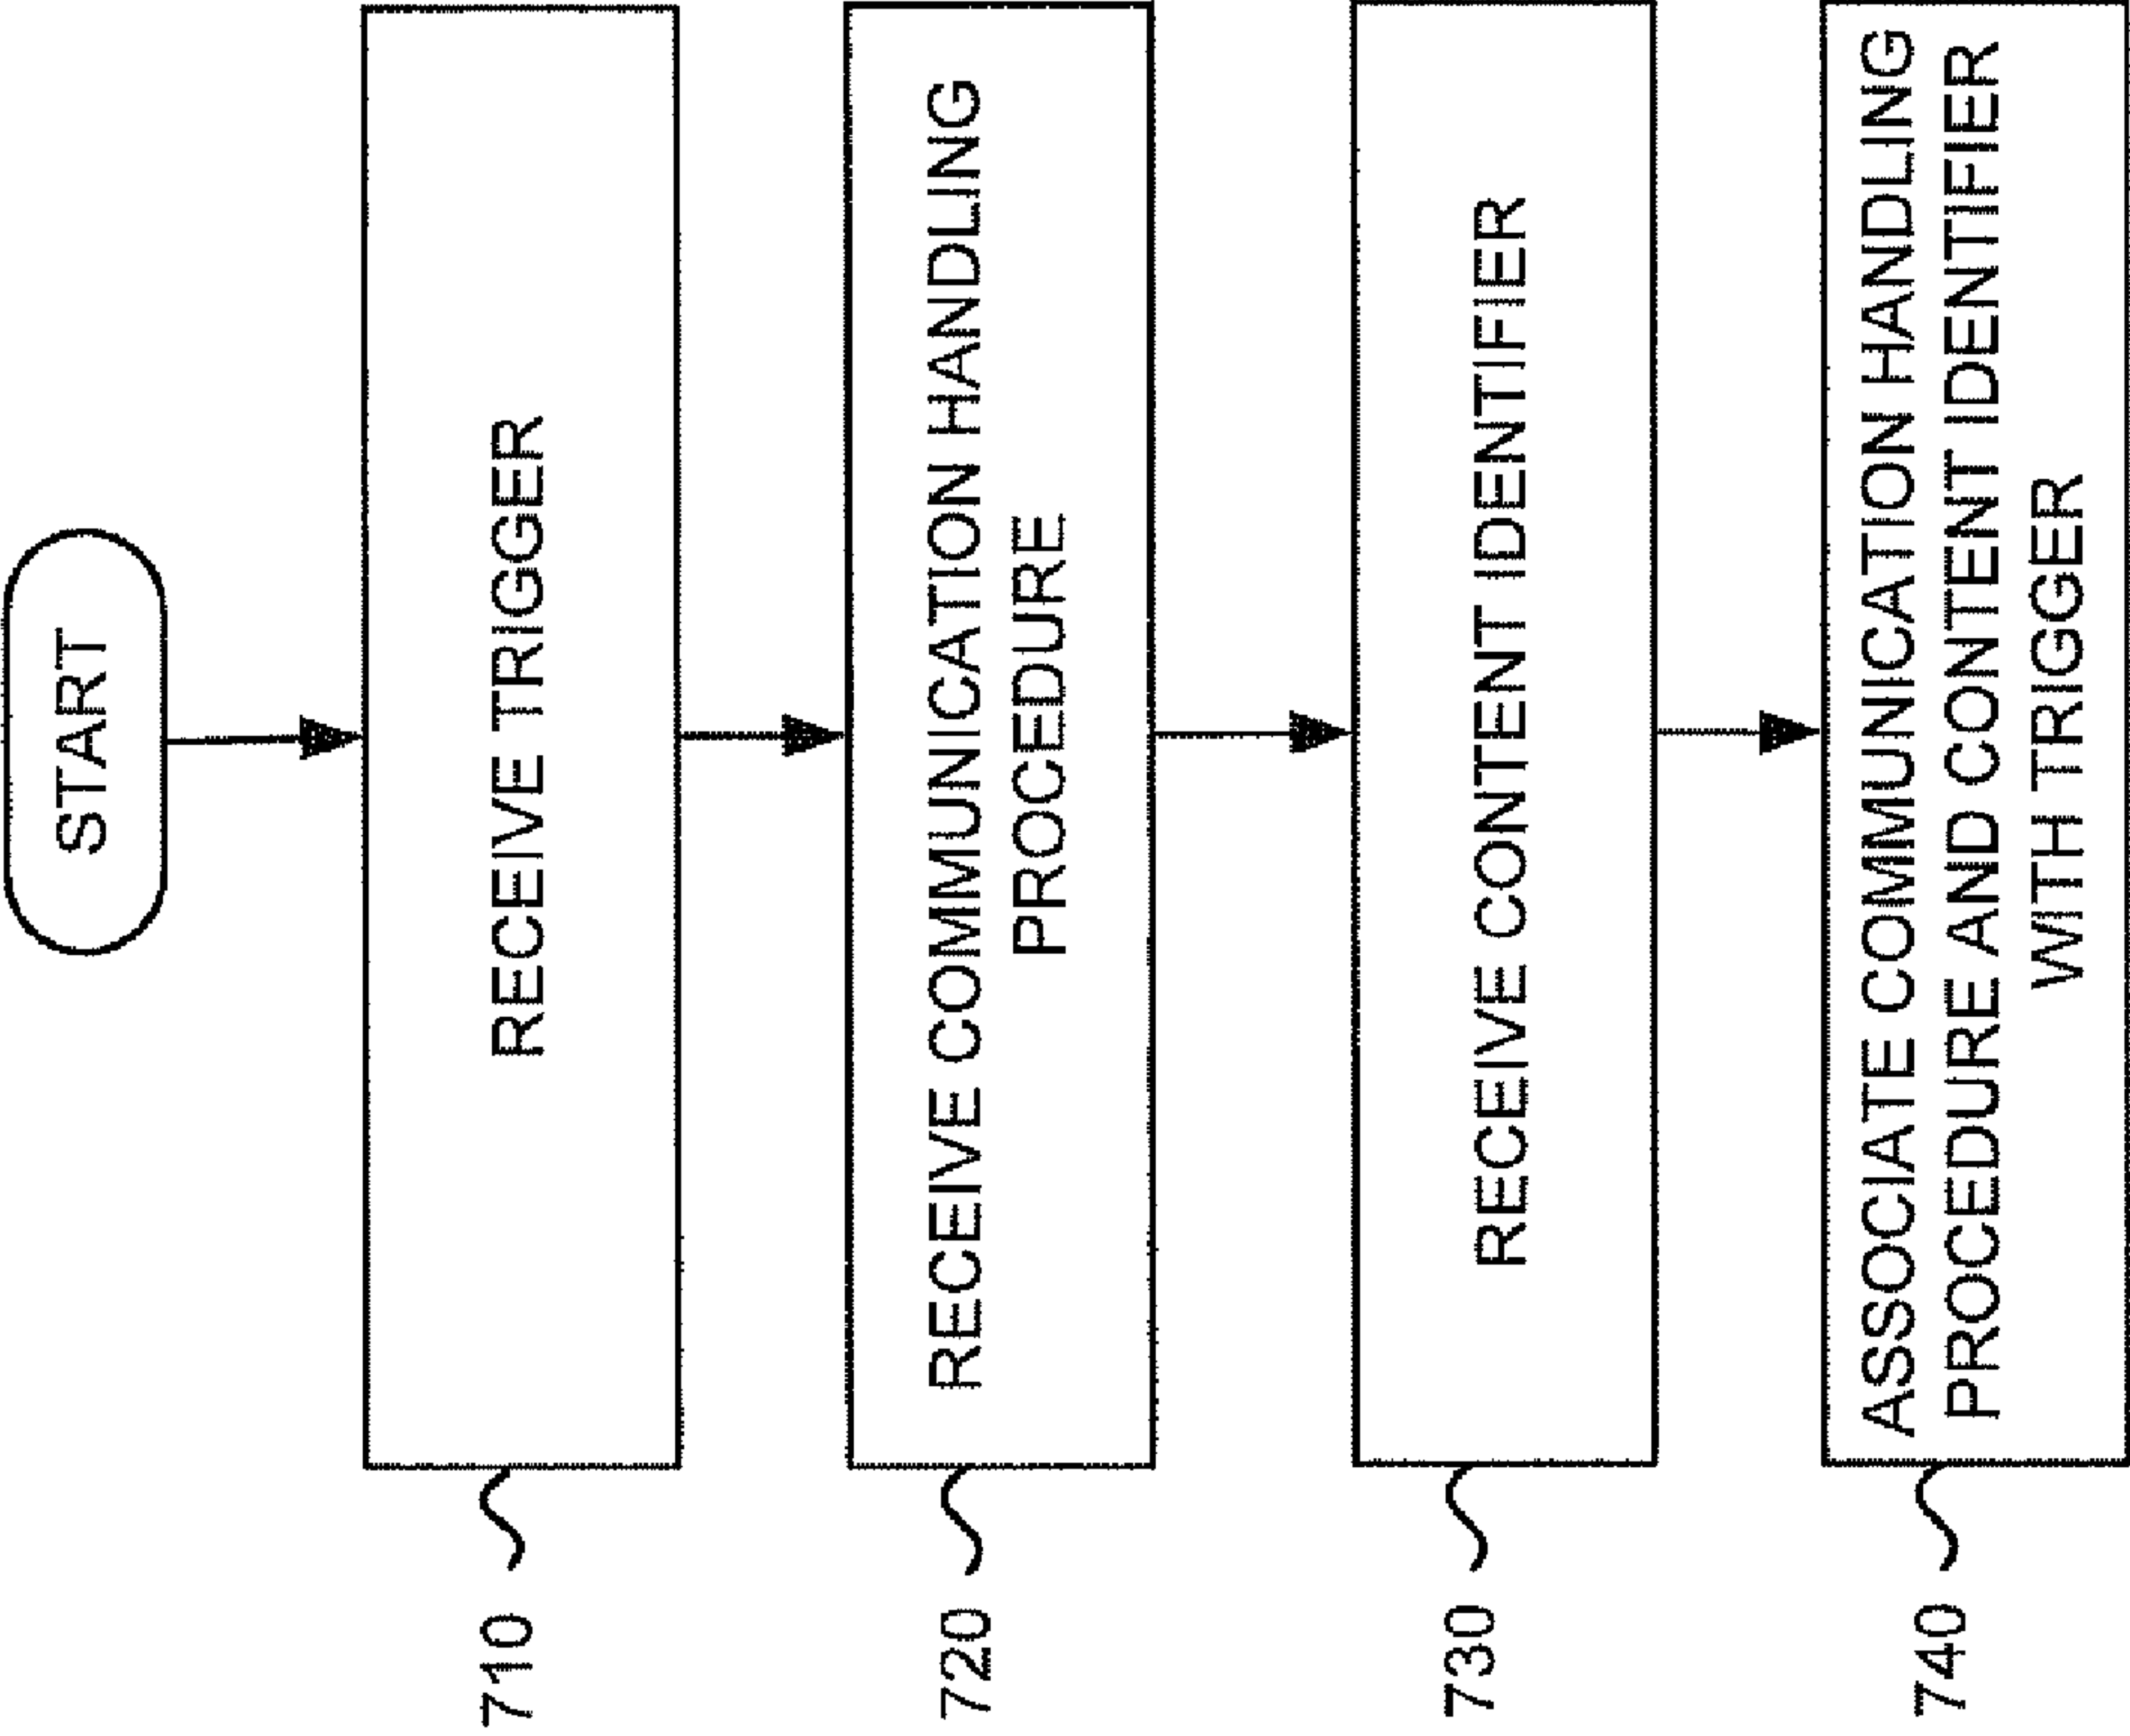 START
710
RECEIVE TRIGGER
720
RECEIVE COMMUNICATION HANDLING
PROCEDURE
730
RECEIVE CONTENT IDENTIFIER
740
ASSOCIATE COMMUNICATION HANDLING
PROCEDURE AND CONTENT IDENTIFIER
WITH TRIGGER